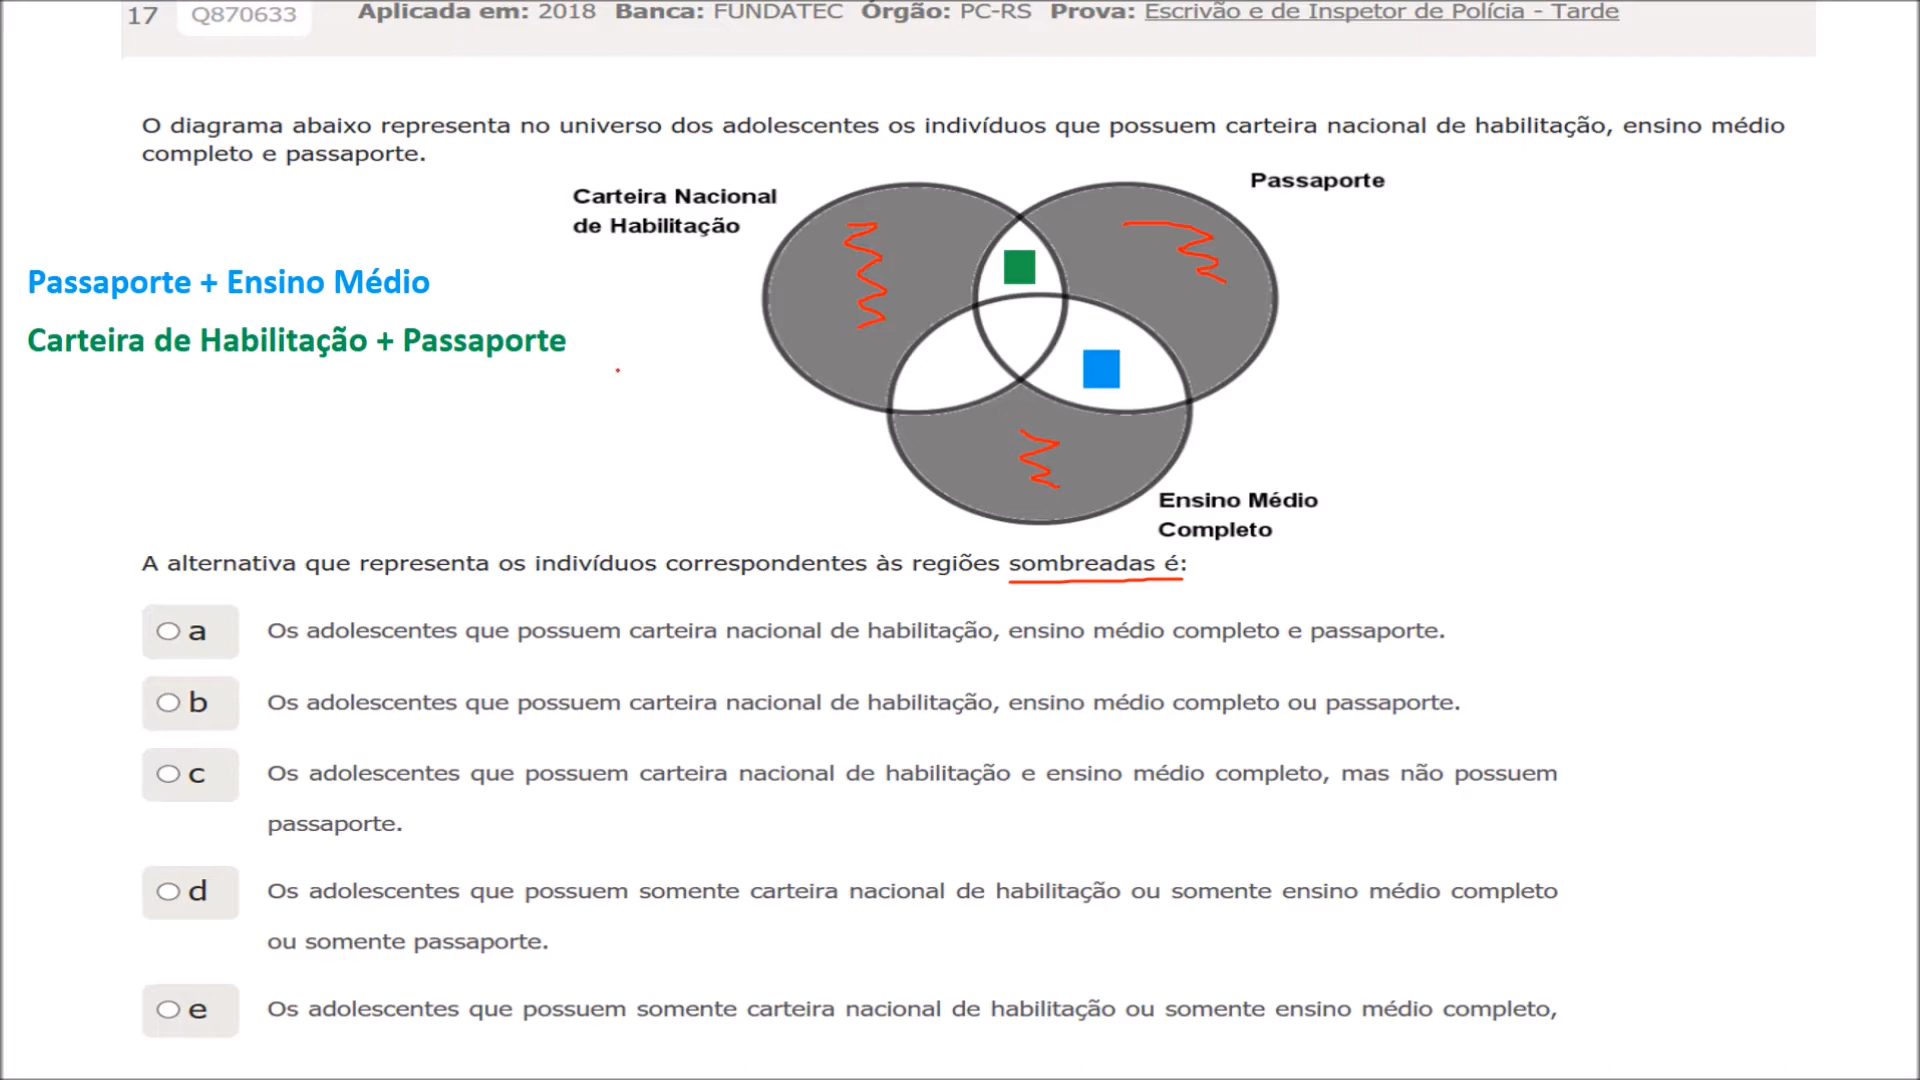 17 Q870633 Aplicada em: 2018 Banca: FUNDATEC Órgão: PC-RS Prova: Escrivão e de Inspetor de Polícia - Tarde
O diagrama abaixo representa no universo dos adolescentes os indivíduos que possuem carteira nacional de habilitação, ensino médio
completo e passaporte.
Carteira Nacional
de Habilitação
Passaporte
Passaporte + Ensino Médio
Carteira de Habilitação + Passaporte
Ensino Médio
Completo
A alternativa que representa os indivíduos correspondentes às regiões sombreadas é:
a Os adolescentes que possuem carteira nacional de habilitação, ensino médio completo e passaporte.
b Os adolescentes que possuem carteira nacional de habilitação, ensino médio completo ou passaporte.
c Os adolescentes que possuem carteira nacional de habilitação e ensino médio completo, mas não possuem
passaporte.
d Os adolescentes que possuem somente carteira nacional de habilitação ou somente ensino médio completo
ou somente passaporte.
e Os adolescentes que possuem somente carteira nacional de habilitação ou somente ensino médio completo,